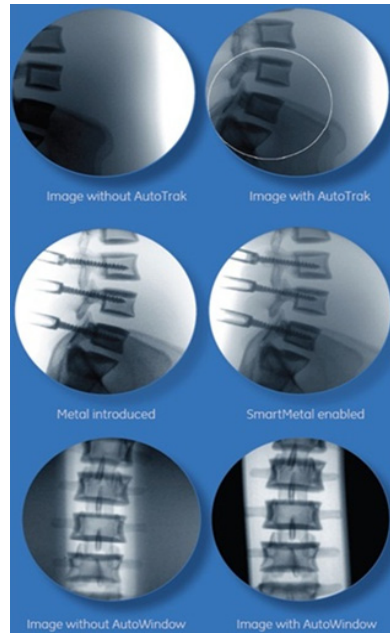 Image without AutoTrak
Image with AutoTrak
Metal introduced
SmartMetal enabled
Image without AutoWindow
Image with AutoWindow